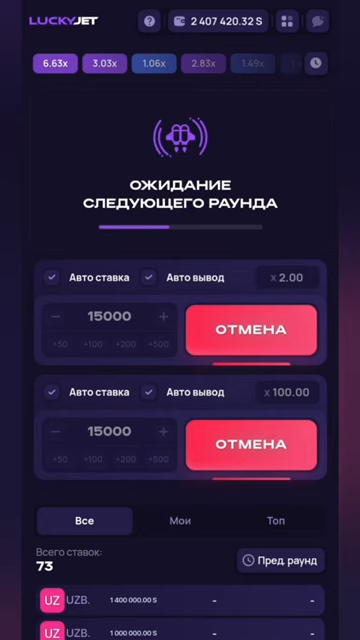 LUCKYJET
?
2 407 420.32 S
6.63x 3.03x 1.06x 2.83x 1.49x
ОЖИДАНИЕ
СЛЕДУЮЩЕГО РАУНДА
Авто ставка Авто вывод x 2.00
− 15000 +
+50 +100 +200 +500
ОТМЕНА
Авто ставка Авто вывод x 100.00
− 15000 +
+50 +100 +200 +500
ОТМЕНА
Все Мои Топ
Всего ставок:
73
Пред. раунд
UZ UZB. 1 400 000.00 S - -
UZ UZB. 1 000 000.00 S - -